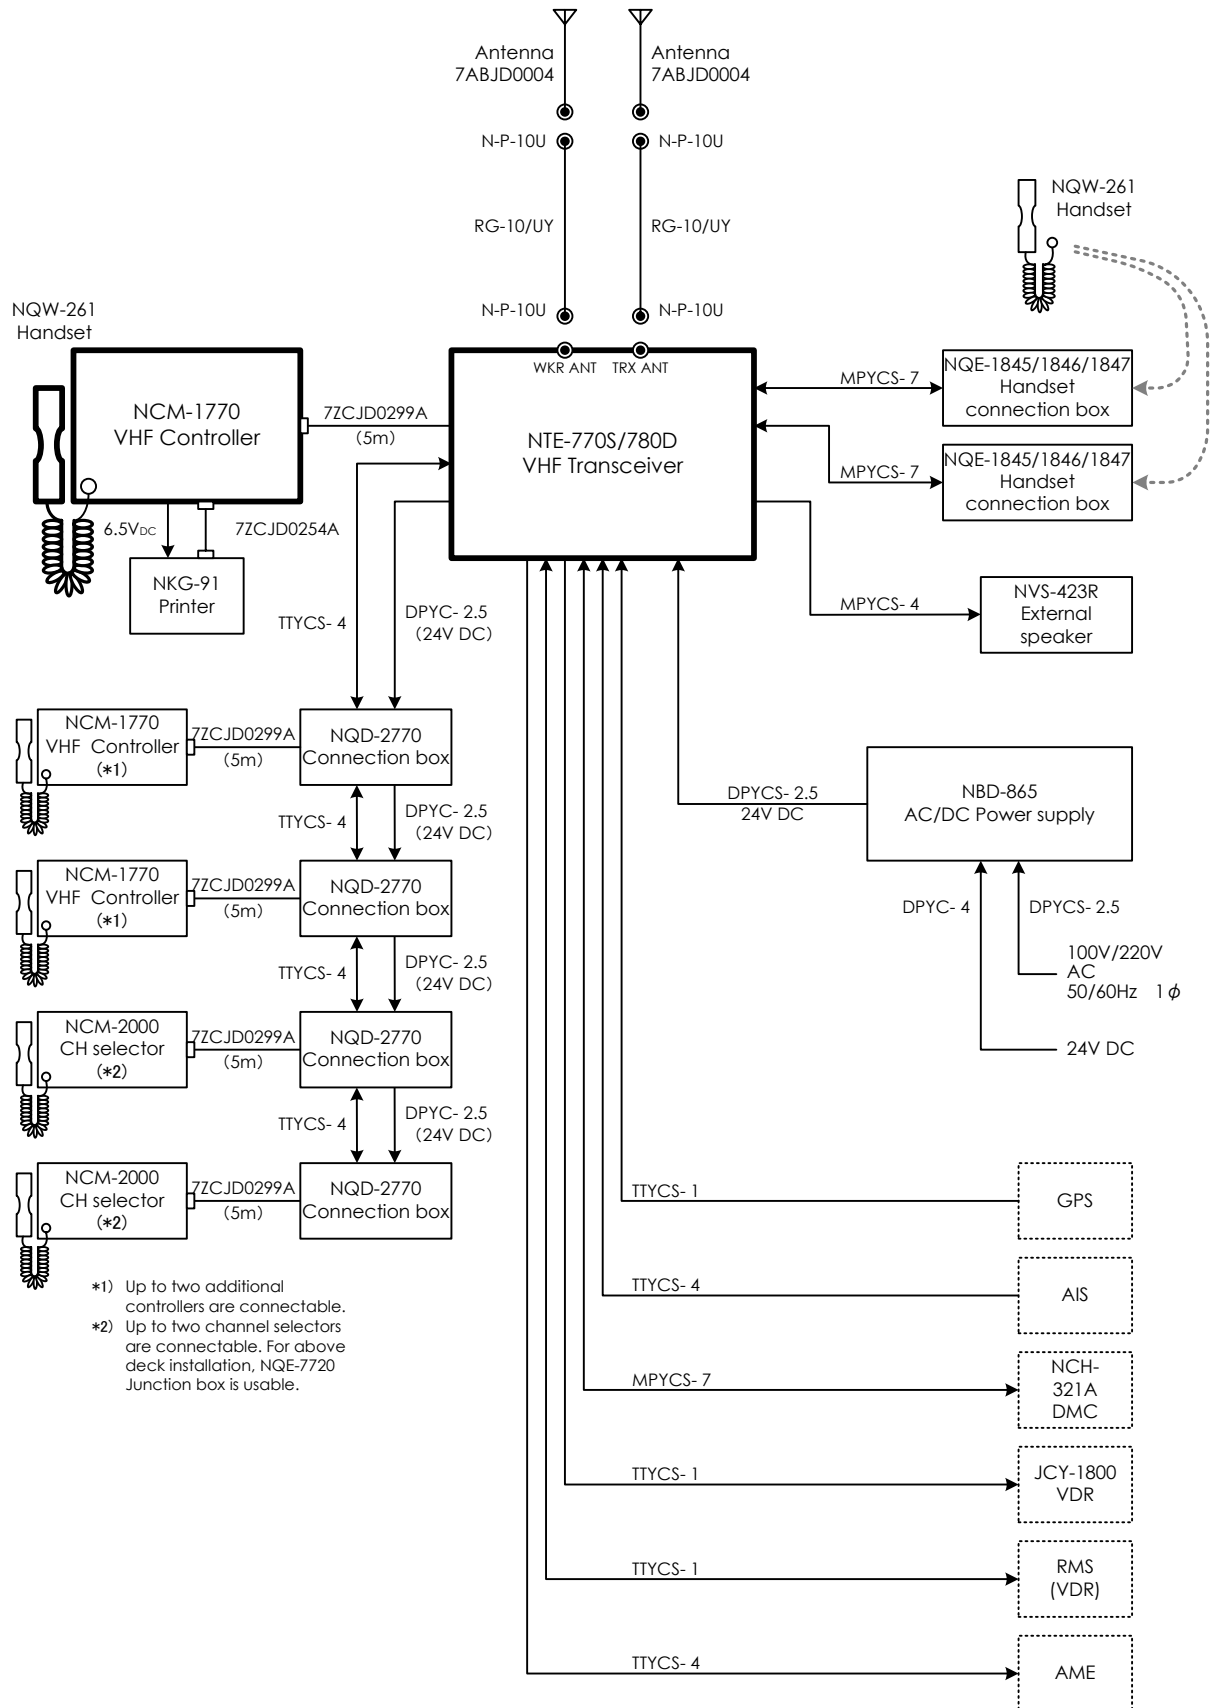 Antenna
7ABJD0004
Antenna
7ABJD0004
N-P-10U
N-P-10U
RG-10/UY
RG-10/UY
N-P-10U
N-P-10U
WKR ANT
TRX ANT
NQW-261
Handset
NQW-261
Handset
NCM-1770
VHF Controller
7ZCJD0299A
(5m)
NTE-770S/780D
VHF Transceiver
MPYCS- 7
NQE-1845/1846/1847
Handset
connection box
MPYCS- 7
NQE-1845/1846/1847
Handset
connection box
6.5VDC
7ZCJD0254A
NKG-91
Printer
TTYCS- 4
DPYC- 2.5
(24V DC)
MPYCS- 4
NVS-423R
External
speaker
NCM-1770
VHF Controller
(*1)
7ZCJD0299A
(5m)
NQD-2770
Connection box
TTYCS- 4
DPYC- 2.5
(24V DC)
DPYCS- 2.5
24V DC
NBD-865
AC/DC Power supply
NCM-1770
VHF Controller
(*1)
7ZCJD0299A
(5m)
NQD-2770
Connection box
DPYC- 4
DPYCS- 2.5
TTYCS- 4
DPYC- 2.5
(24V DC)
100V/220V
AC
50/60Hz 1φ
24V DC
NCM-2000
CH selector
(*2)
7ZCJD0299A
(5m)
NQD-2770
Connection box
TTYCS- 4
DPYC- 2.5
(24V DC)
NCM-2000
CH selector
(*2)
7ZCJD0299A
(5m)
NQD-2770
Connection box
TTYCS- 1
GPS
*1) Up to two additional
controllers are connectable.
*2) Up to two channel selectors
are connectable. For above
deck installation, NQE-7720
Junction box is usable.
TTYCS- 4
AIS
MPYCS- 7
NCH-
321A
DMC
TTYCS- 1
JCY-1800
VDR
TTYCS- 1
RMS
(VDR)
TTYCS- 4
AME